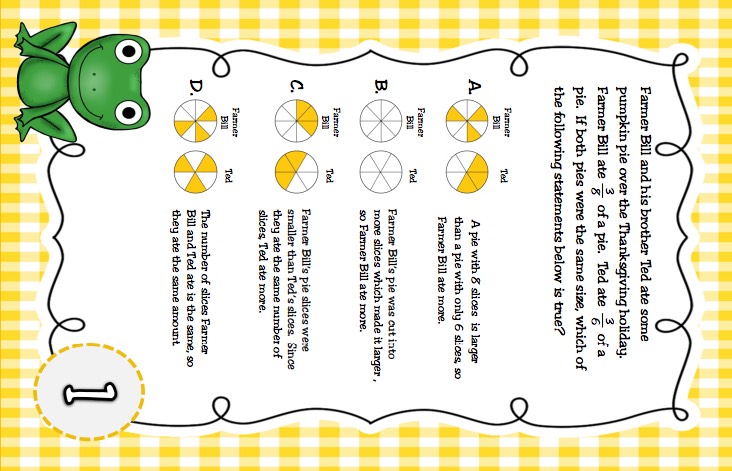 Farmer Bill and his brother Ted ate some
pumpkin pie over the Thanksgiving holiday.
Farmer Bill ate 3/8 of a pie. Ted ate 3/6 of a
pie. If both pies were the same size, which of
the following statements below is true?
A.
Farmer Bill
Ted
A pie with 8 slices is larger
than a pie with only 6 slices, so
Farmer Bill ate more.
B.
Farmer Bill's pie was cut into
more slices which made it larger,
so Farmer Bill ate more.
C.
Farmer Bill
Ted
Farmer Bill's pie slices were
smaller than Ted's slices. Since
they ate the same number of
slices, Ted ate more.
D.
Farmer Bill
Ted
The number of slices Farmer
Bill and Ted ate is the same, so
they ate the same amount.
1